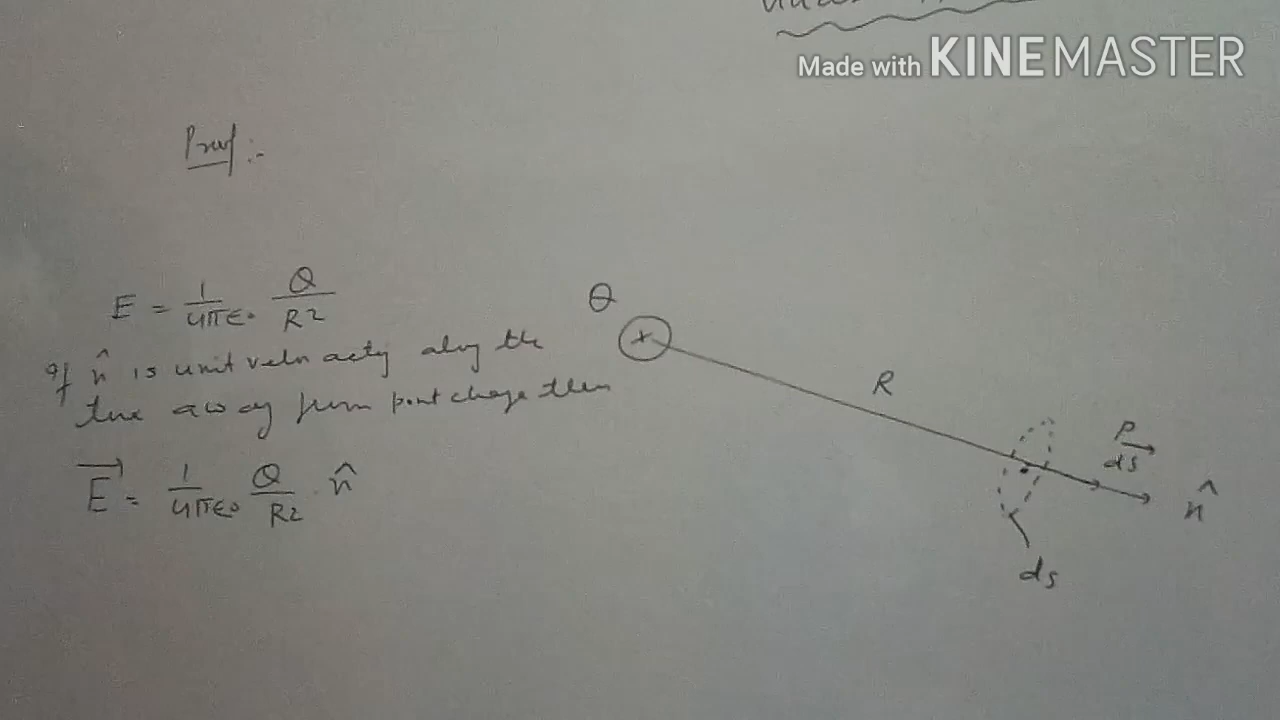 Made with KINEMASTER
Proof :-
E = 1/4πε₀ Q/R2
If n̂ is unit vector acting along the
line away from point charge then
E⃗ = 1/4πε₀ Q/R2 . n̂
Q
+
R
P
d⃗s
n̂
ds